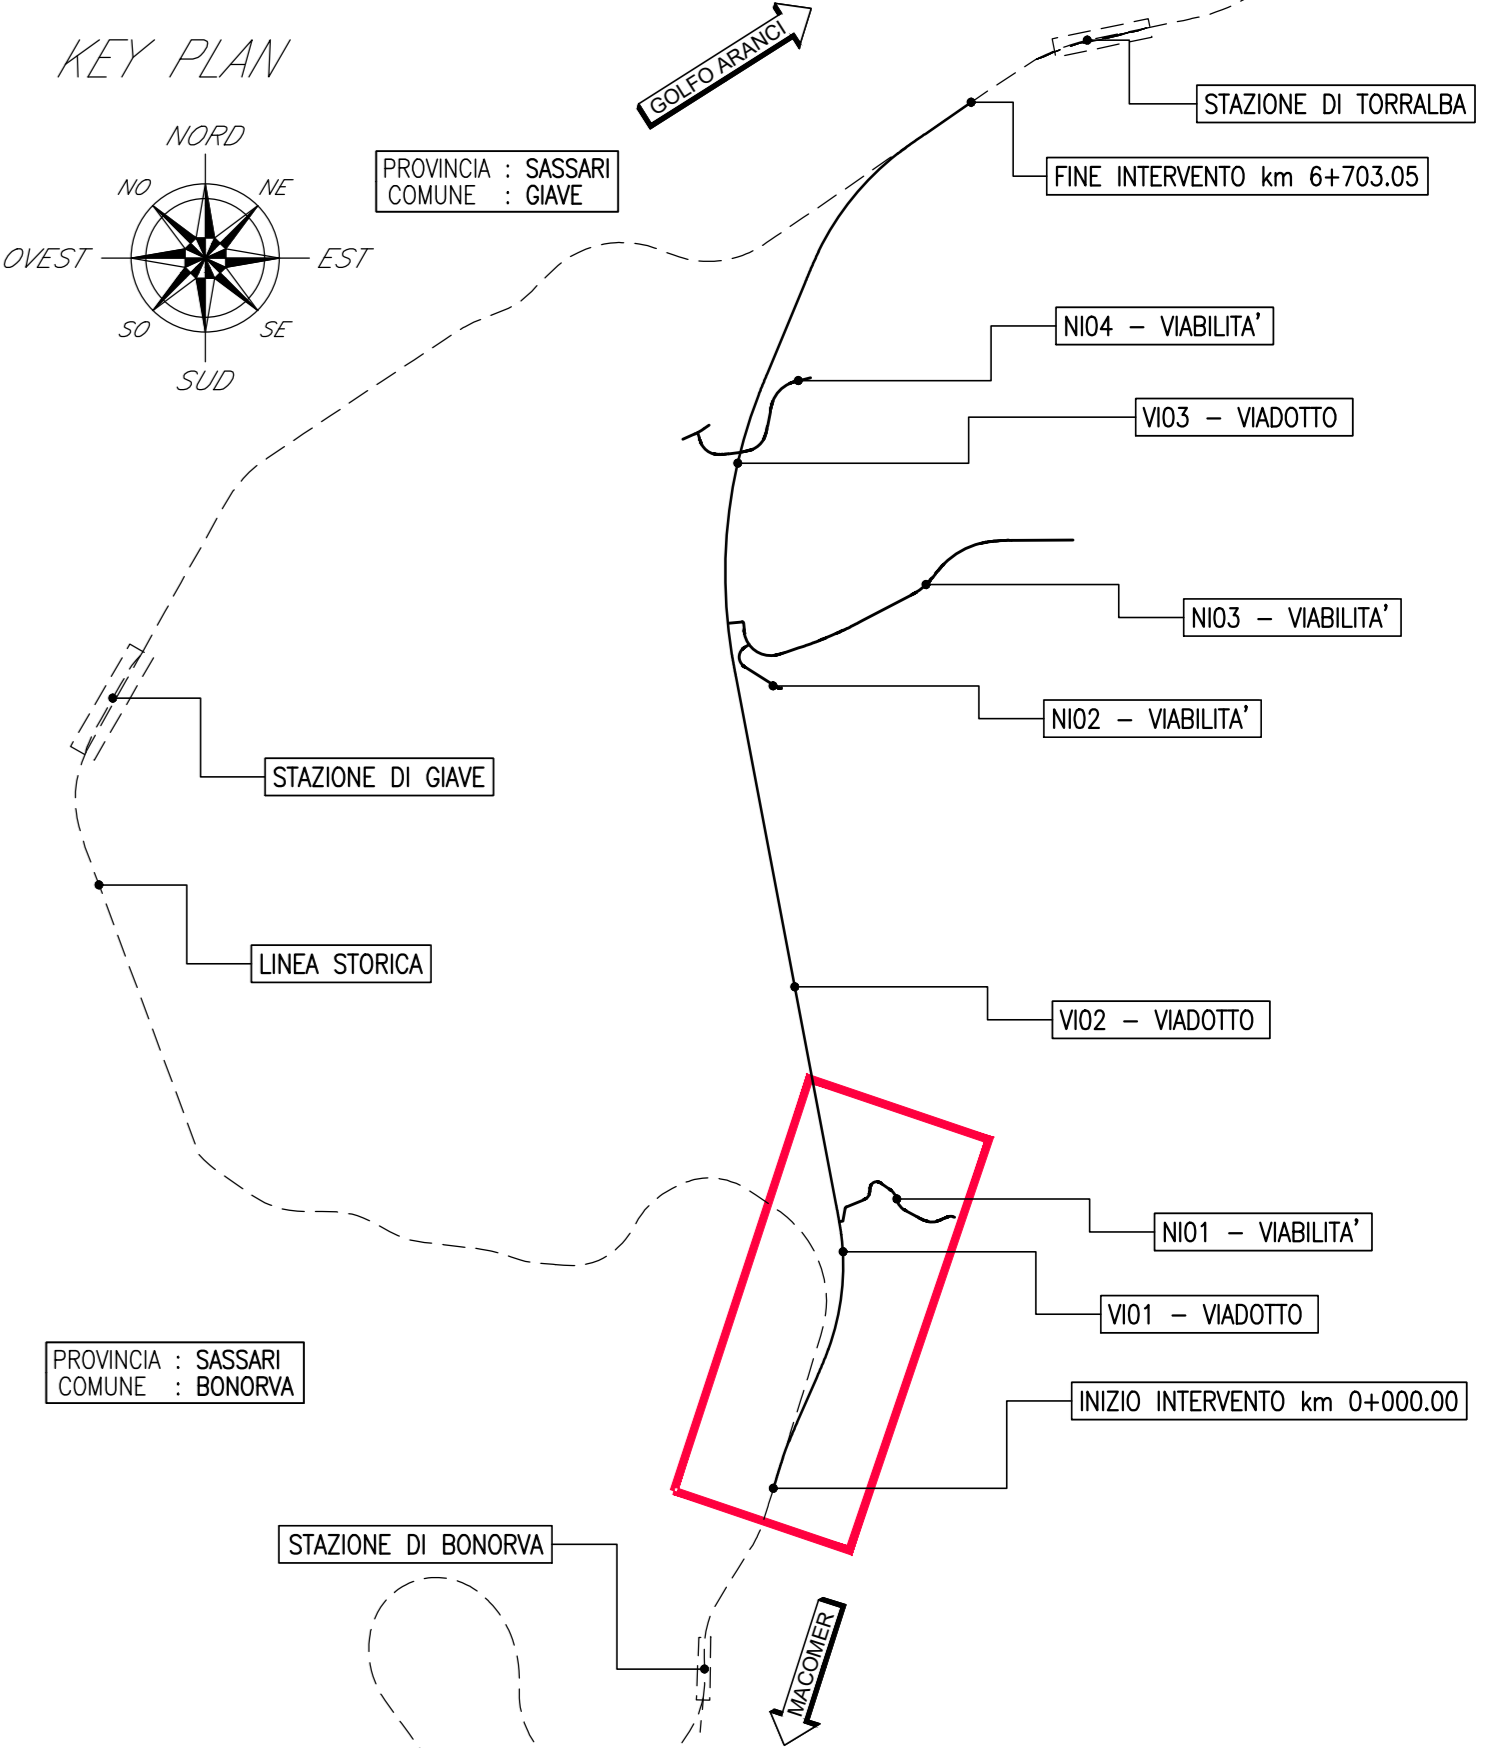 KEY PLAN
GOLFO ARANCI
STAZIONE DI TORRALBA
NORD
NO
NE
OVEST
EST
SO
SE
SUD
PROVINCIA : SASSARI
COMUNE : GIAVE
FINE INTERVENTO km 6+703.05
NI04 – VIABILITA'
VI03 – VIADOTTO
NI03 – VIABILITA'
NI02 – VIABILITA'
STAZIONE DI GIAVE
LINEA STORICA
VI02 – VIADOTTO
NI01 – VIABILITA'
VI01 – VIADOTTO
PROVINCIA : SASSARI
COMUNE : BONORVA
INIZIO INTERVENTO km 0+000.00
STAZIONE DI BONORVA
MACOMER